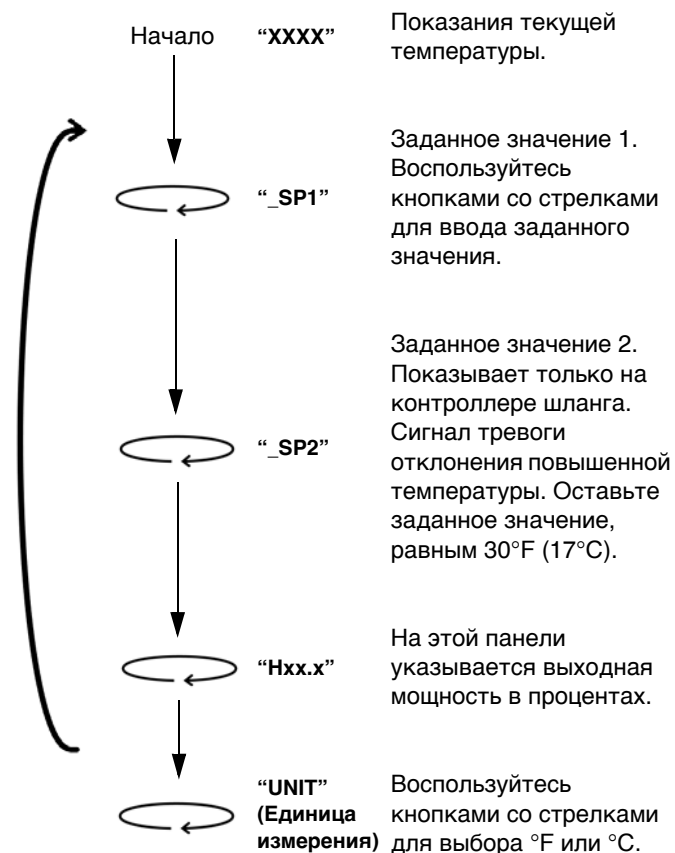 Начало
“XXXX”
Показания текущей
температуры.
“_SP1”
Заданное значение 1.
Воспользуйтесь
кнопками со стрелками
для ввода заданного
значения.
“_SP2”
Заданное значение 2.
Показывает только на
контроллере шланга.
Сигнал тревоги
отклонения повышенной
температуры. Оставьте
заданное значение,
равным 30°F (17°C).
“Hxx.x”
На этой панели
указывается выходная
мощность в процентах.
“UNIT”
(Единица
измерения)
Воспользуйтесь
кнопками со стрелками
для выбора °F или °C.